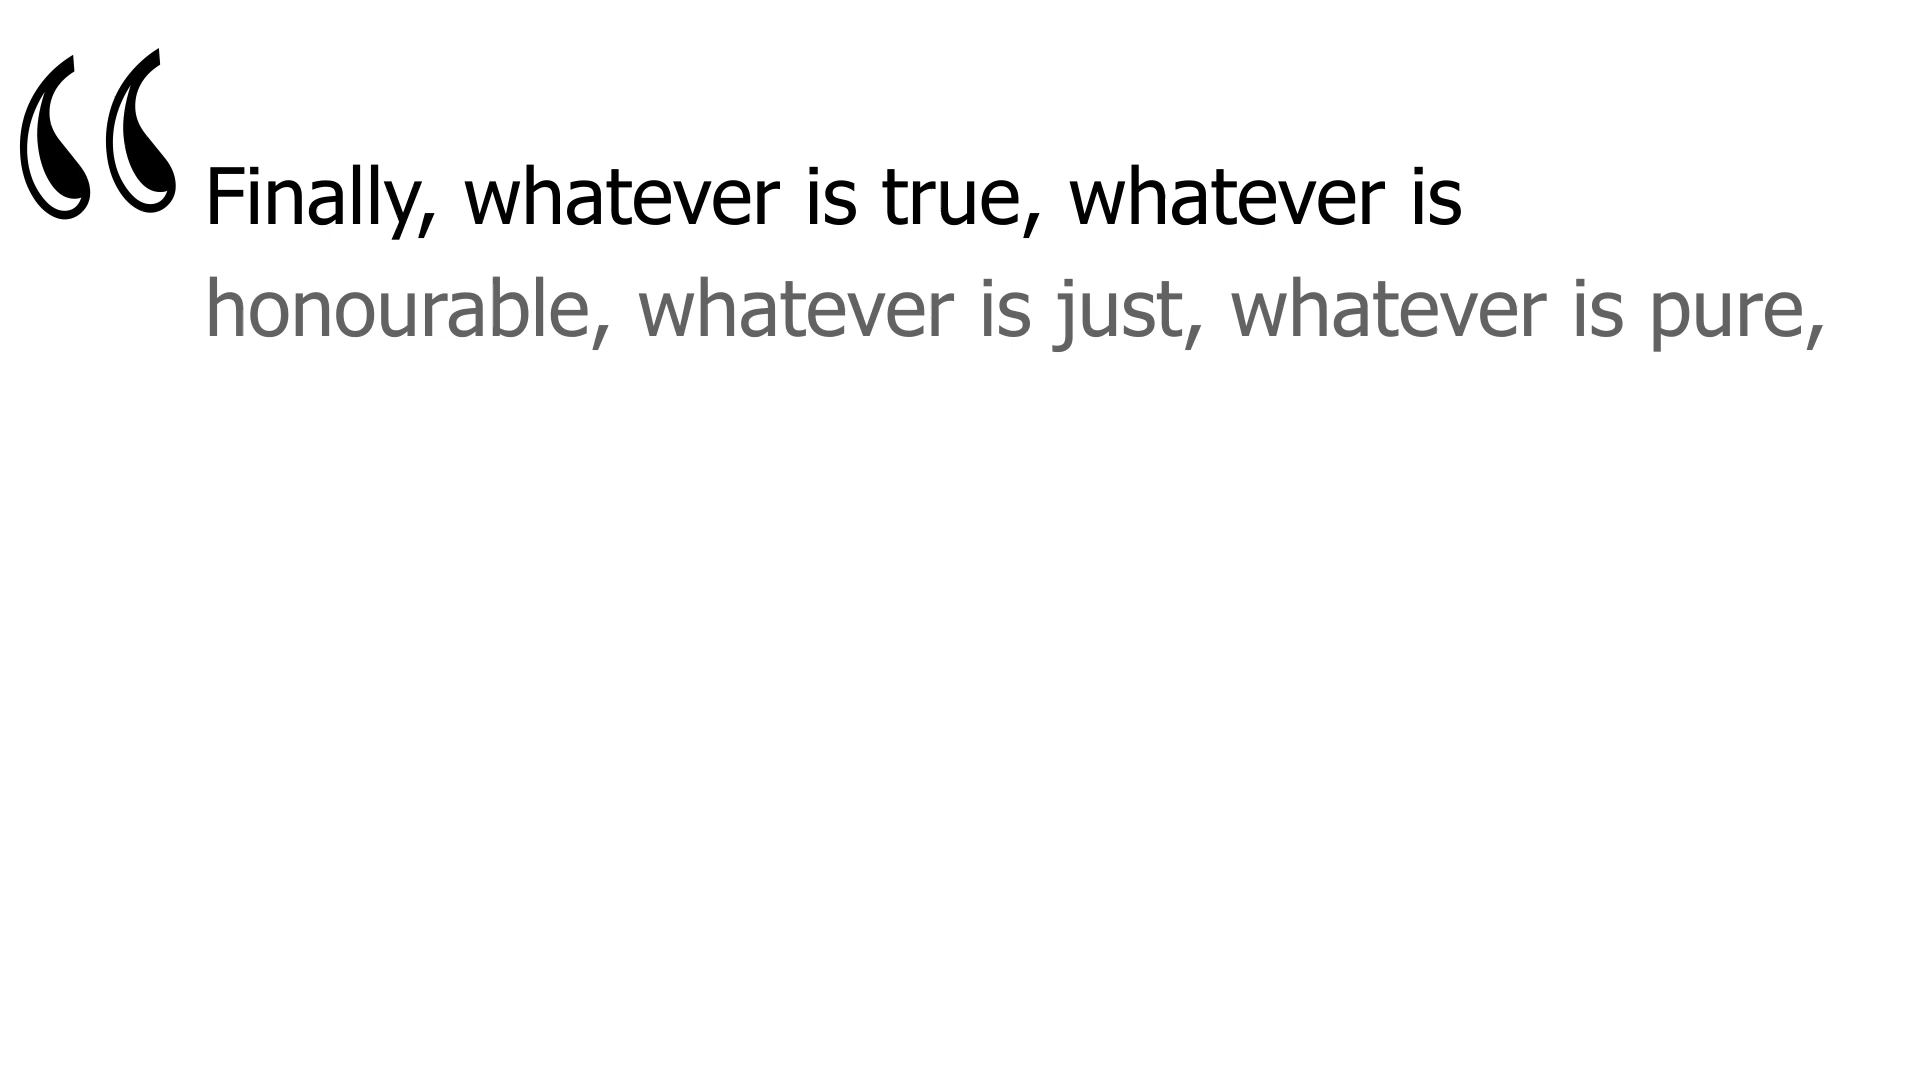 “Finally, whatever is true, whatever is
honourable, whatever is just, whatever is pure,